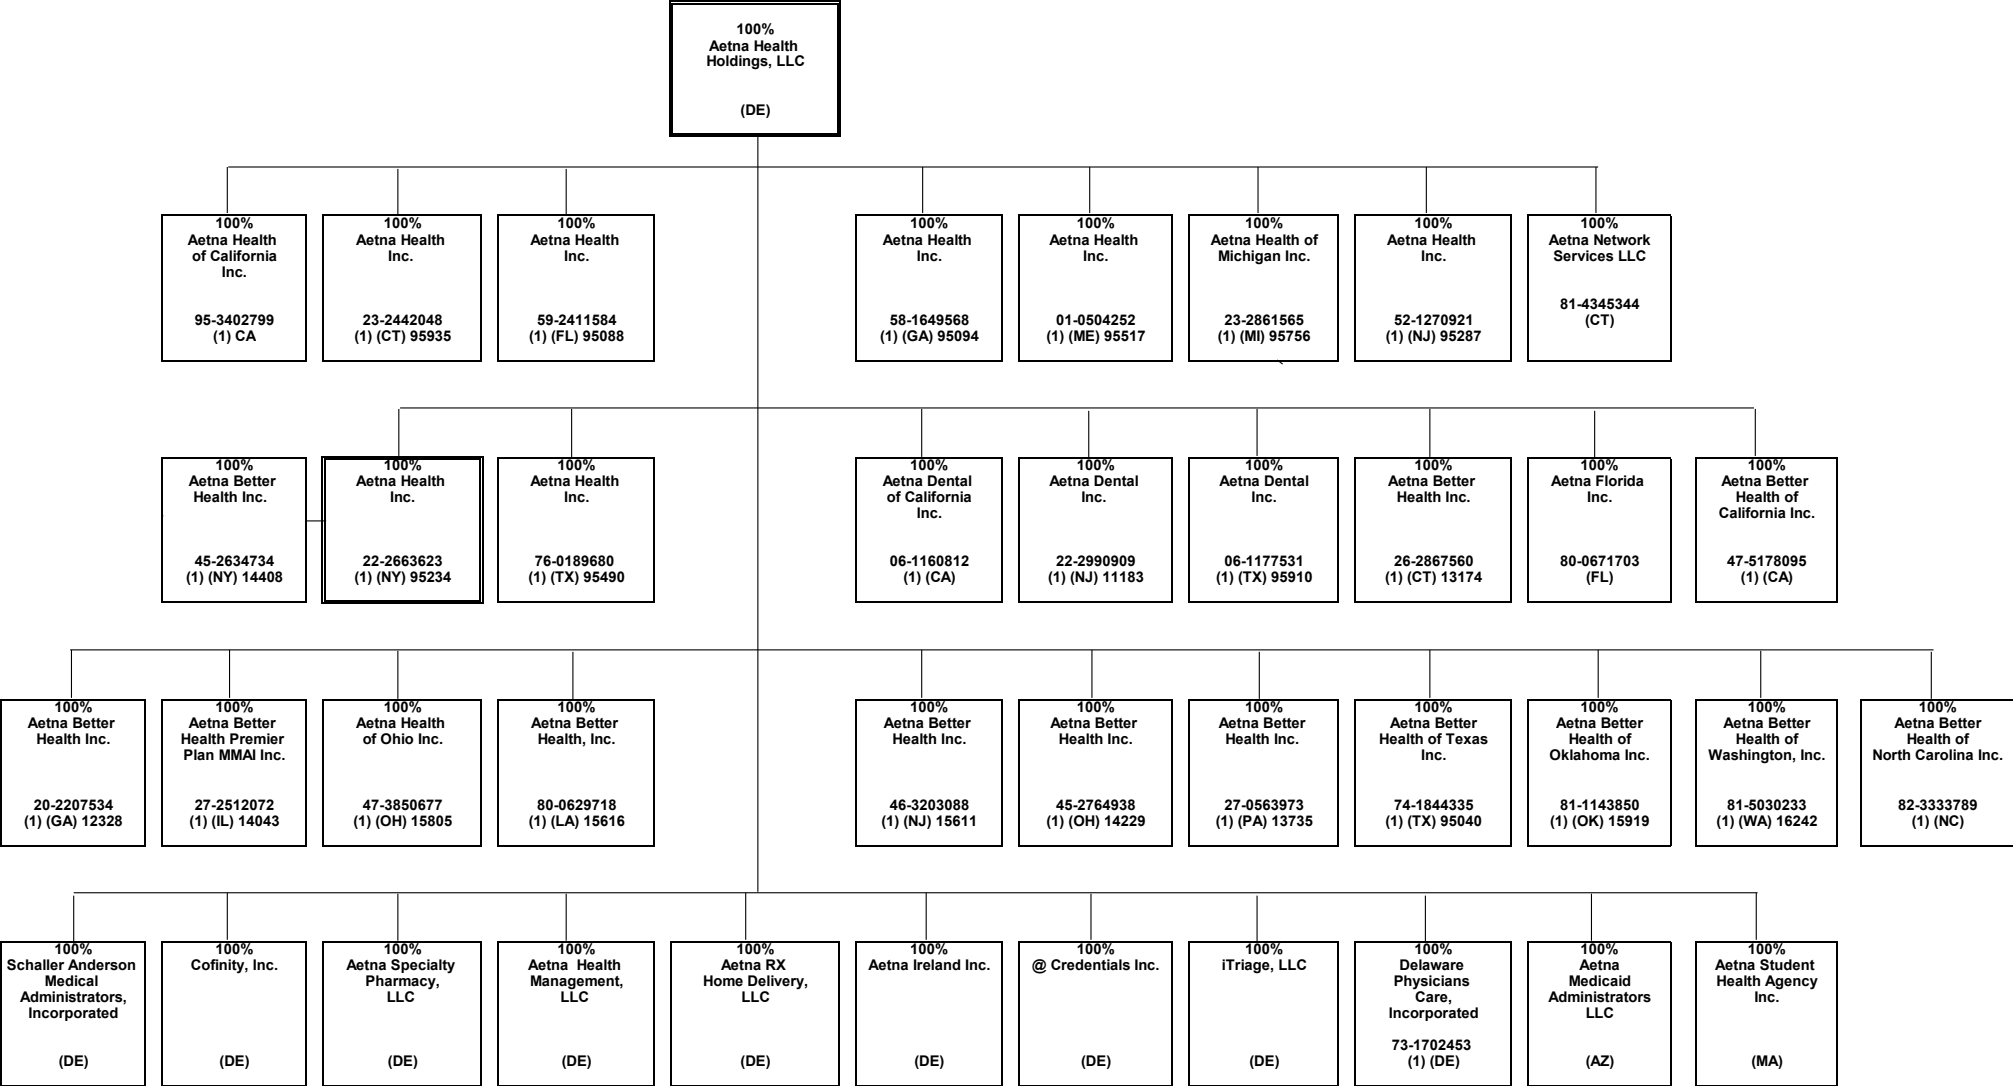 100%
Aetna Health
Holdings, LLC
(DE)
100%
Aetna Health
of California
Inc.
95-3402799
(1) CA
100%
Aetna Health
Inc.
23-2442048
(1) (CT) 95935
100%
Aetna Health
Inc.
59-2411584
(1) (FL) 95088
100%
Aetna Health
Inc.
58-1649568
(1) (GA) 95094
100%
Aetna Health
Inc.
01-0504252
(1) (ME) 95517
100%
Aetna Health of
Michigan Inc.
23-2861565
(1) (MI) 95756
100%
Aetna Health
Inc.
52-1270921
(1) (NJ) 95287
100%
Aetna Network
Services LLC
81-4345344
(CT)
100%
Aetna Better
Health Inc.
45-2634734
(1) (NY) 14408
100%
Aetna Health
Inc.
22-2663623
(1) (NY) 95234
100%
Aetna Health
Inc.
76-0189680
(1) (TX) 95490
100%
Aetna Dental
of California
Inc.
06-1160812
(1) (CA)
100%
Aetna Dental
Inc.
22-2990909
(1) (NJ) 11183
100%
Aetna Dental
Inc.
06-1177531
(1) (TX) 95910
100%
Aetna Better
Health Inc.
26-2867560
(1) (CT) 13174
100%
Aetna Florida
Inc.
80-0671703
(FL)
100%
Aetna Better
Health of
California Inc.
47-5178095
(1) (CA)
100%
Aetna Better
Health Inc.
20-2207534
(1) (GA) 12328
100%
Aetna Better
Health Premier
Plan MMAI Inc.
27-2512072
(1) (IL) 14043
100%
Aetna Health
of Ohio Inc.
47-3850677
(1) (OH) 15805
100%
Aetna Better
Health, Inc.
80-0629718
(1) (LA) 15616
100%
Aetna Better
Health Inc.
46-3203088
(1) (NJ) 15611
100%
Aetna Better
Health Inc.
45-2764938
(1) (OH) 14229
100%
Aetna Better
Health Inc.
27-0563973
(1) (PA) 13735
100%
Aetna Better
Health of Texas
Inc.
74-1844335
(1) (TX) 95040
100%
Aetna Better
Health of
Oklahoma Inc.
81-1143850
(1) (OK) 15919
100%
Aetna Better
Health of
Washington, Inc.
81-5030233
(1) (WA) 16242
100%
Aetna Better
Health of
North Carolina Inc.
82-3333789
(1) (NC)
100%
Schaller Anderson
Medical
Administrators,
Incorporated
(DE)
100%
Cofinity, Inc.
(DE)
100%
Aetna Specialty
Pharmacy,
LLC
(DE)
100%
Aetna Health
Management,
LLC
(DE)
100%
Aetna RX
Home Delivery,
LLC
(DE)
100%
Aetna Ireland Inc.
(DE)
100%
@ Credentials Inc.
(DE)
100%
iTriage, LLC
(DE)
100%
Delaware
Physicians
Care,
Incorporated
73-1702453
(1) (DE)
100%
Aetna
Medicaid
Administrators
LLC
(AZ)
100%
Aetna Student
Health Agency
Inc.
(MA)